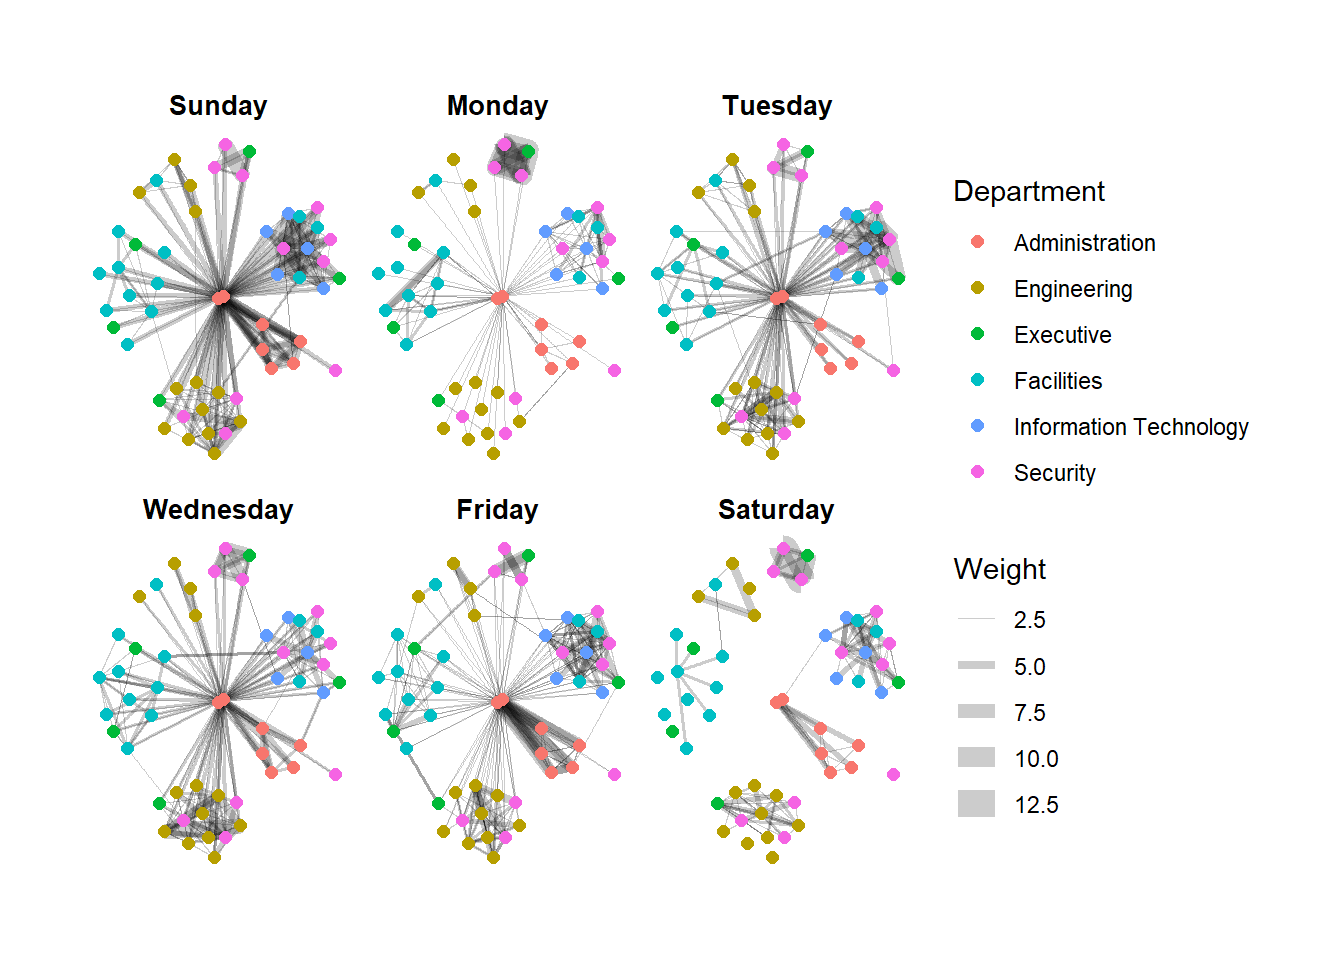 Sunday
Monday
Tuesday
Wednesday
Friday
Saturday
Department
Administration
Engineering
Executive
Facilities
Information Technology
Security
Weight
2.5
5.0
7.5
10.0
12.5